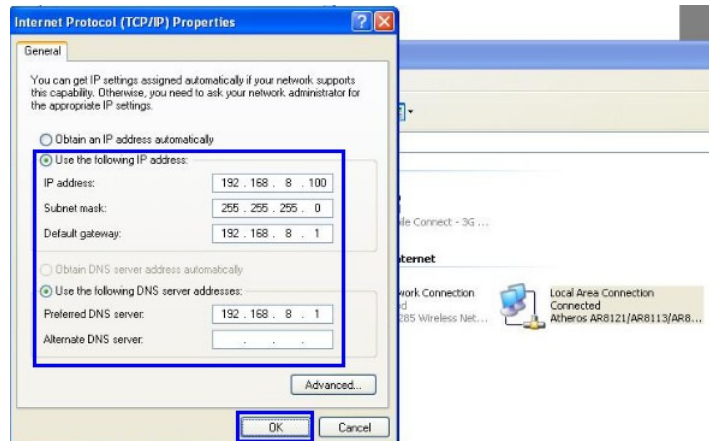 Internet Protocol (TCP/IP) Properties
General
You can get IP settings assigned automatically if your network supports
this capability. Otherwise, you need to ask your network administrator for
the appropriate IP settings.
Obtain an IP address automatically
Use the following IP address:
IP address: 192 . 168 . 8 . 100
Subnet mask: 255 . 255 . 255 . 0
Default gateway: 192 . 168 . 8 . 1
Obtain DNS server address automatically
Use the following DNS server addresses:
Preferred DNS server: 192 . 168 . 8 . 1
Alternate DNS server: . . .
Advanced...
OK Cancel
Connect - 3G ...
Connection
285 Wireless Net...
Local Area Connection
Connected
Atheros AR8121/AR8113/AR8...